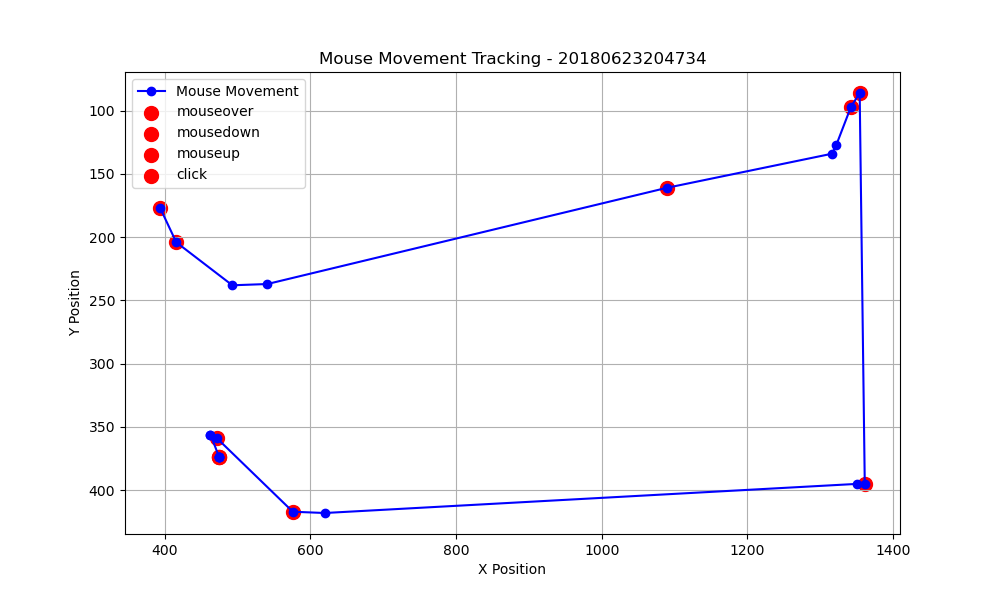 Mouse Movement Tracking - 20180623204734
Mouse Movement
mouseover
mousedown
mouseup
click
100
150
200
250
300
350
400
Y Position
400 600 800 1000 1200 1400
X Position